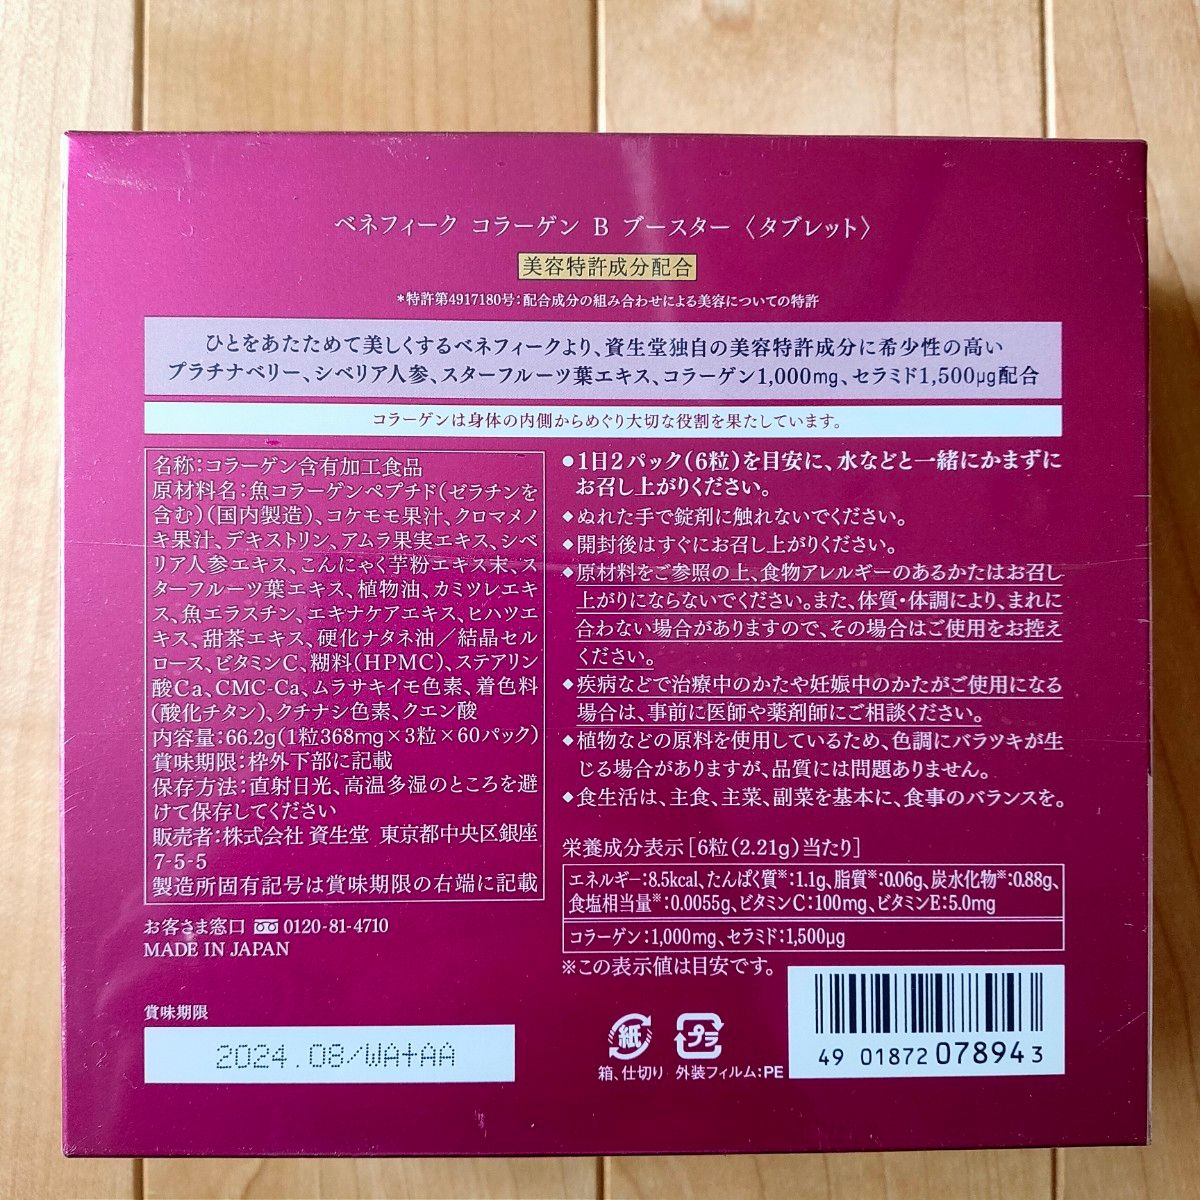 ベネフィーク コラーゲン B ブースター〈タブレット〉
美容特許成分配合
*特許第4917180号:配合成分の組み合わせによる美容についての特許
ひとをあたためて美しくするベネフィークより、資生堂独自の美容特許成分に希少性の高い
プラチナベリー、シベリア人参、スターフルーツ葉エキス、コラーゲン1,000mg、セラミド1,500μg配合
コラーゲンは身体の内側からめぐり大切な役割を果たしています。
名称:コラーゲン含有加工食品
原材料名:魚コラーゲンペプチド(ゼラチンを
含む)(国内製造)、コケモモ果汁、クロマメノ
キ果汁、デキストリン、アムラ果実エキス、シベ
リア人参エキス、こんにゃく芋粉エキス末、ス
ターフルーツ葉エキス、植物油、カミツレエキ
ス、魚エラスチン、エキナケアエキス、ヒハツエ
キス、甜茶エキス、硬化ナタネ油/結晶セル
ロース、ビタミンC、糊料(HPMC)、ステアリン
酸Ca、CMC-Ca、ムラサキイモ色素、着色料
(酸化チタン)、クチナシ色素、クエン酸
内容量:66.2g(1粒368mg×3粒×60パック)
賞味期限:枠外下部に記載
保存方法:直射日光、高温多湿のところを避
けて保存してください
販売者:株式会社 資生堂 東京都中央区銀座
7-5-5
製造所固有記号は賞味期限の右端に記載
お客さま窓口 0120-81-4710
MADE IN JAPAN
賞味期限
2024.08/WA+AA
●1日2パック(6粒)を目安に、水などと一緒にかまずに
お召し上がりください。
◆ぬれた手で錠剤に触れないでください。
◆開封後はすぐにお召し上がりください。
◆原材料をご参照の上、食物アレルギーのあるかたはお召し
上がりにならないでください。また、体質・体調により、まれに
合わない場合がありますので、その場合はご使用をお控え
ください。
◆疾病などで治療中のかたや妊娠中のかたがご使用になる
場合は、事前に医師や薬剤師にご相談ください。
◆植物などの原料を使用しているため、色調にバラツキが生
じる場合がありますが、品質には問題ありません。
◆食生活は、主食、主菜、副菜を基本に、食事のバランスを。
栄養成分表示[6粒(2.21g)当たり]
エネルギー:8.5kcal、たんぱく質※:1.1g、脂質※:0.06g、炭水化物※:0.88g、
食塩相当量※:0.0055g、ビタミンC:100mg、ビタミンE:5.0mg
コラーゲン:1,000mg、セラミド:1,500μg
※この表示値は目安です。
紙 プラ
箱、仕切り 外装フィルム:PE
49 01872 078943